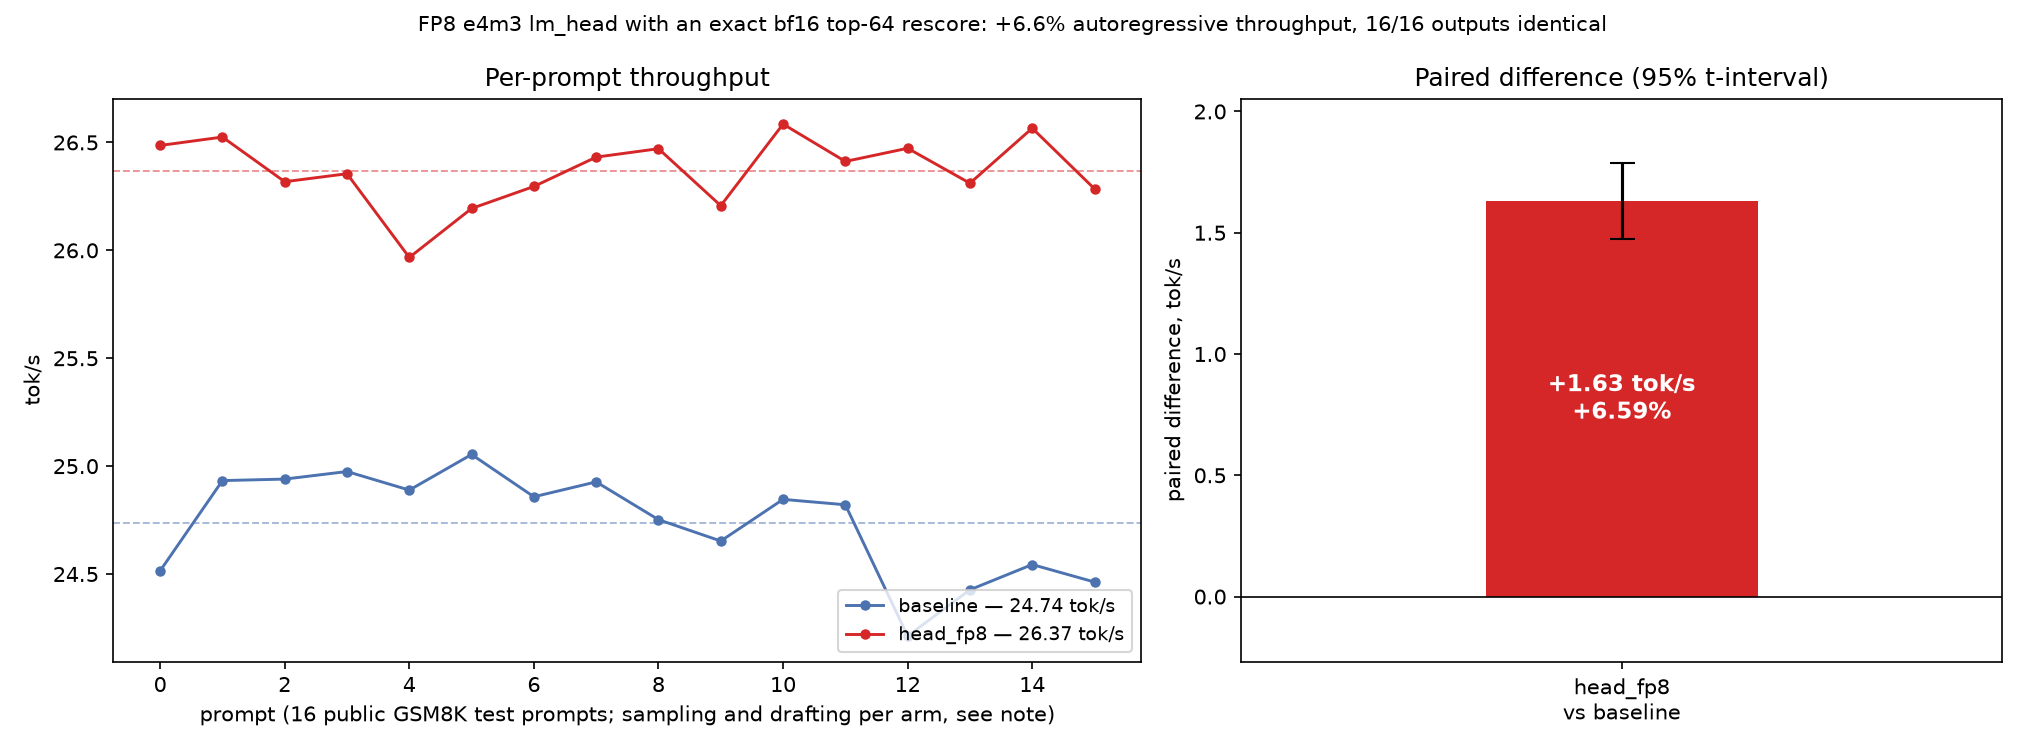 FP8 e4m3 lm_head with an exact bf16 top-64 rescore: +6.6% autoregressive throughput, 16/16 outputs identical
Per-prompt throughput
tok/s
26.5
26.0
25.5
25.0
24.5
0 2 4 6 8 10 12 14
prompt (16 public GSM8K test prompts; sampling and drafting per arm, see note)
baseline — 24.74 tok/s
head_fp8 — 26.37 tok/s
Paired difference (95% t-interval)
paired difference, tok/s
2.0
1.5
1.0
0.5
0.0
+1.63 tok/s
+6.59%
head_fp8
vs baseline